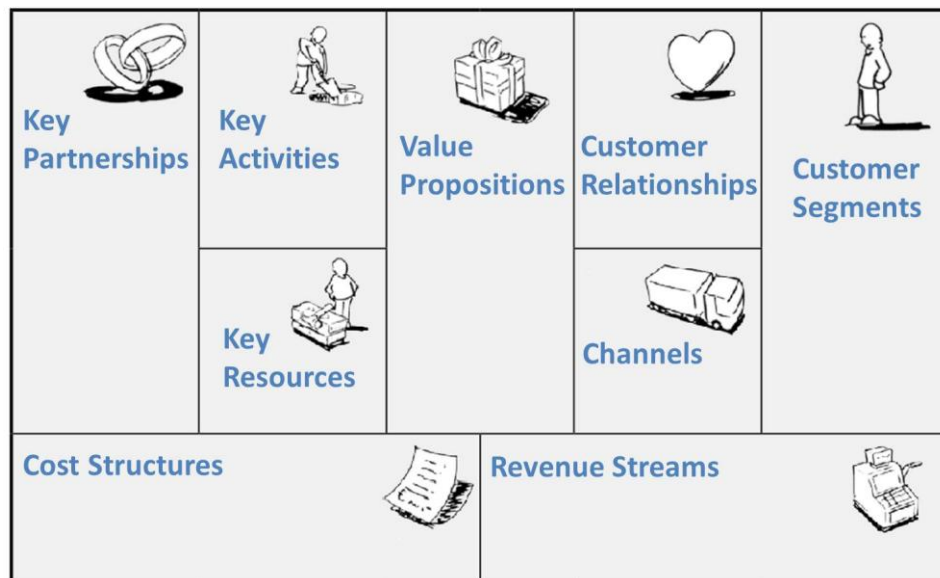 Key
Partnerships
Key
Activities
Key
Resources
Value
Propositions
Customer
Relationships
Channels
Customer
Segments
Cost Structures
Revenue Streams